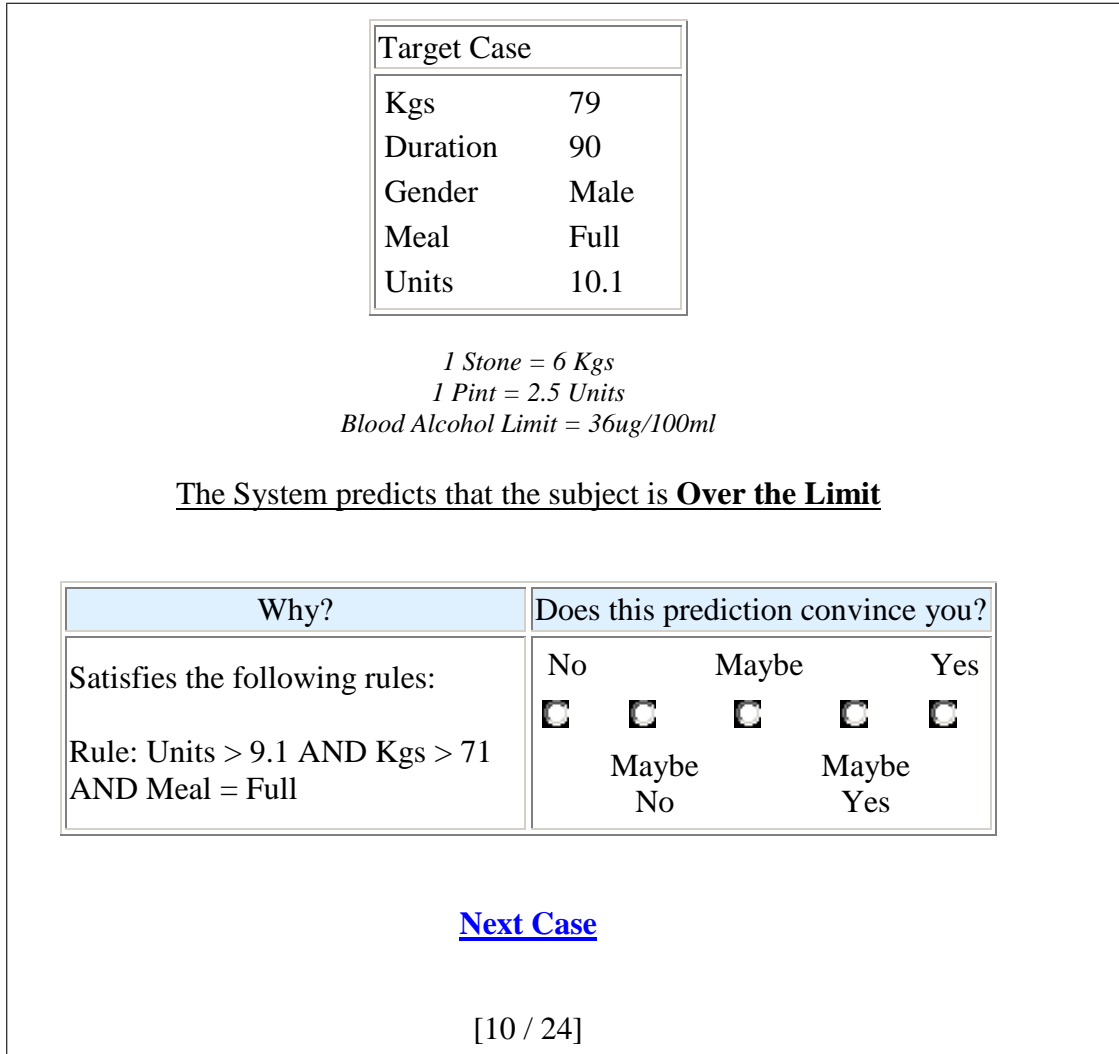 Target Case
Kgs 79
Duration 90
Gender Male
Meal Full
Units 10.1
1 Stone = 6 Kgs
1 Pint = 2.5 Units
Blood Alcohol Limit = 36ug/100ml
The System predicts that the subject is Over the Limit
Why? Does this prediction convince you?
Satisfies the following rules:
Rule: Units > 9.1 AND Kgs > 71
AND Meal = Full
No Maybe Yes
Maybe Maybe
No Yes
Next Case
[10 / 24]